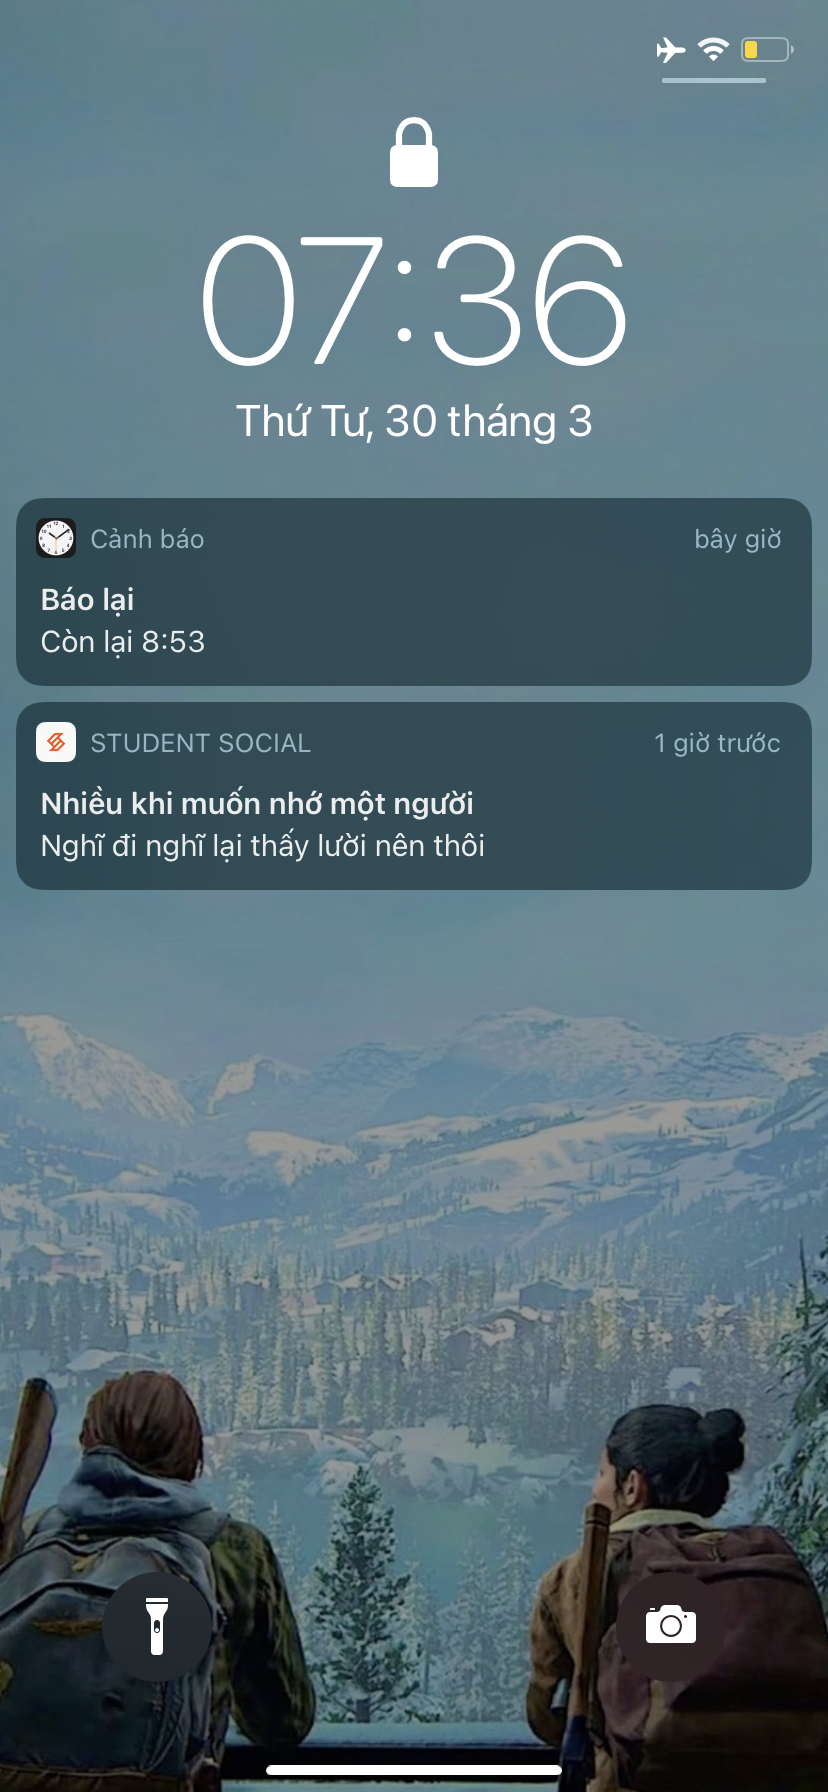 07:36
Thứ Tư, 30 tháng 3
Cảnh báo
bây giờ
Báo lại
Còn lại 8:53
STUDENT SOCIAL
1 giờ trước
Nhiều khi muốn nhớ một người
Nghĩ đi nghĩ lại thấy lười nên thôi